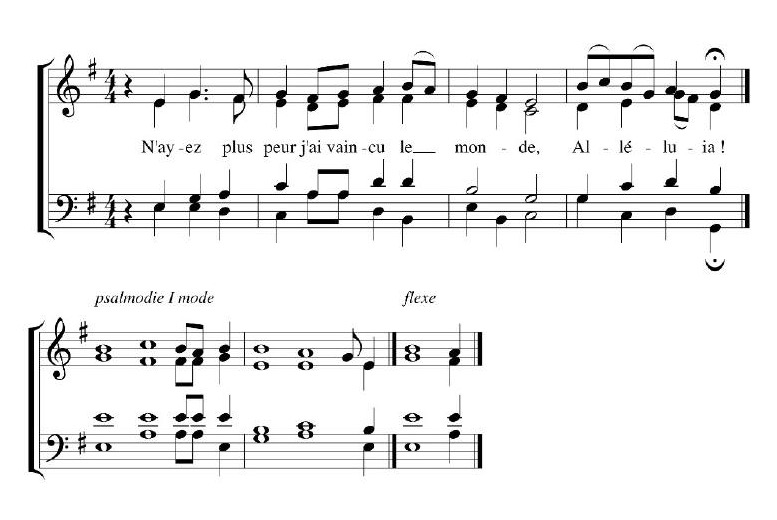 N'ay-ez plus peur j'ai vain-cu le mon - de, Al - lé - lu - ia !
psalmodie I mode flexe